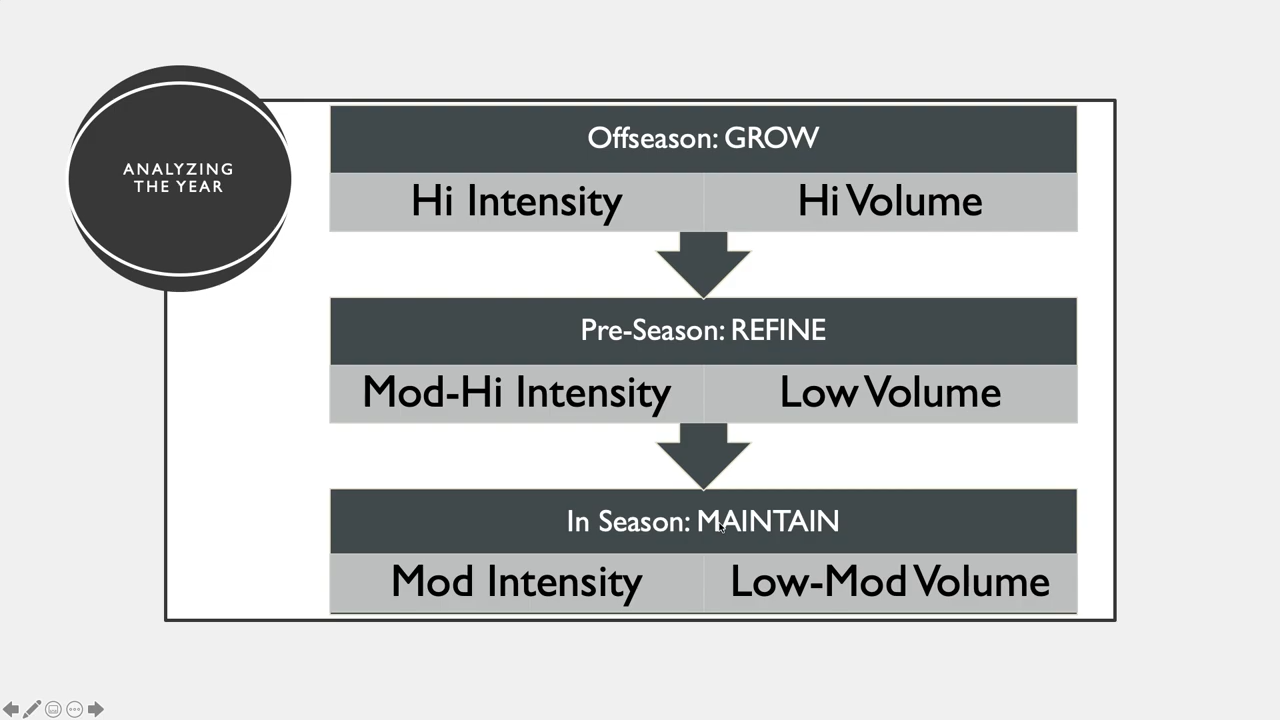 ANALYZING
THE YEAR
Offseason: GROW
Hi Intensity
Hi Volume
Pre-Season: REFINE
Mod-Hi Intensity
Low Volume
In Season: MAINTAIN
Mod Intensity
Low-Mod Volume